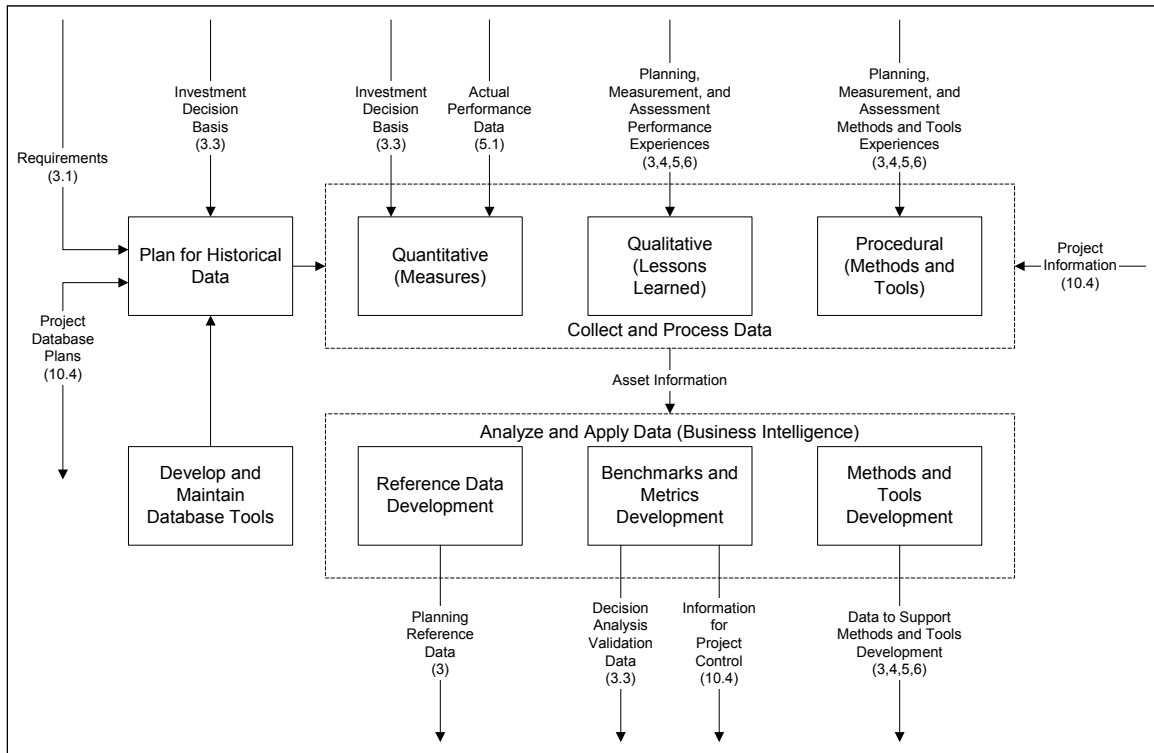 Investment
Decision
Basis
(3.3)
Investment
Decision
Basis
(3.3)
Actual
Performance
Data
(5.1)
Planning,
Measurement, and
Assessment
Performance
Experiences
(3,4,5,6)
Planning,
Measurement, and
Assessment
Methods and Tools
Experiences
(3,4,5,6)
Requirements
(3.1)
Plan for Historical
Data
Quantitative
(Measures)
Qualitative
(Lessons
Learned)
Procedural
(Methods and
Tools)
Project
Information
(10.4)
Collect and Process Data
Project
Database
Plans
(10.4)
Asset Information
Analyze and Apply Data (Business Intelligence)
Develop and
Maintain
Database Tools
Reference Data
Development
Benchmarks and
Metrics
Development
Methods and
Tools
Development
Planning
Reference
Data
(3)
Decision
Analysis
Validation
Data
(3.3)
Information
for
Project
Control
(10.4)
Data to Support
Methods and Tools
Development
(3,4,5,6)